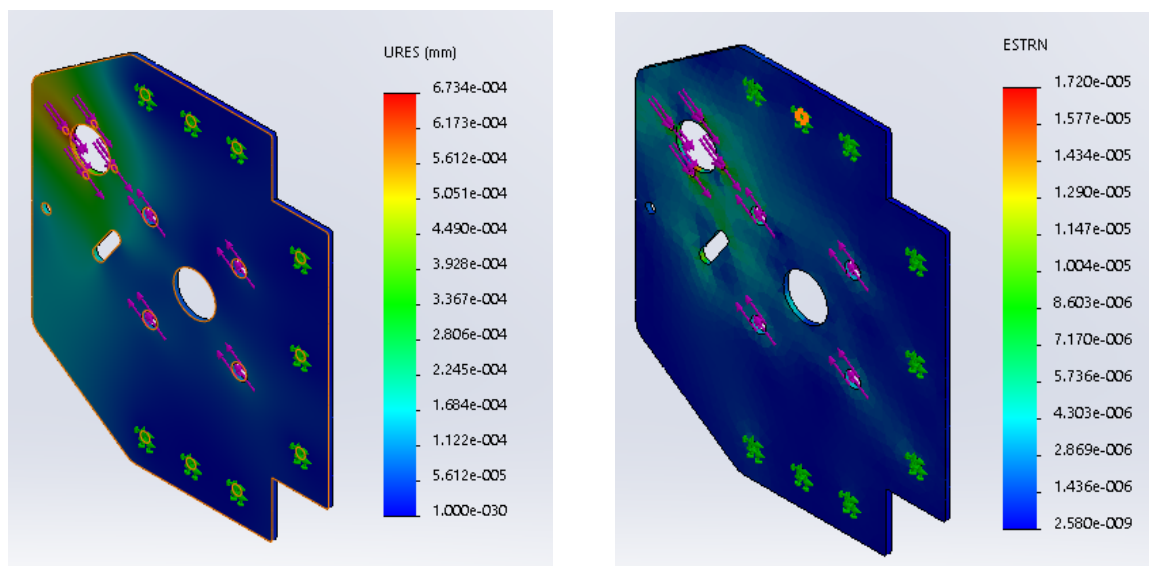 URES (mm)
6.734e-004
6.173e-004
5.612e-004
5.051e-004
4.490e-004
3.928e-004
3.367e-004
2.806e-004
2.245e-004
1.684e-004
1.122e-004
5.612e-005
1.000e-030
ESTRN
1.720e-005
1.577e-005
1.434e-005
1.290e-005
1.147e-005
1.004e-005
8.603e-006
7.170e-006
5.736e-006
4.303e-006
2.869e-006
1.436e-006
2.580e-009